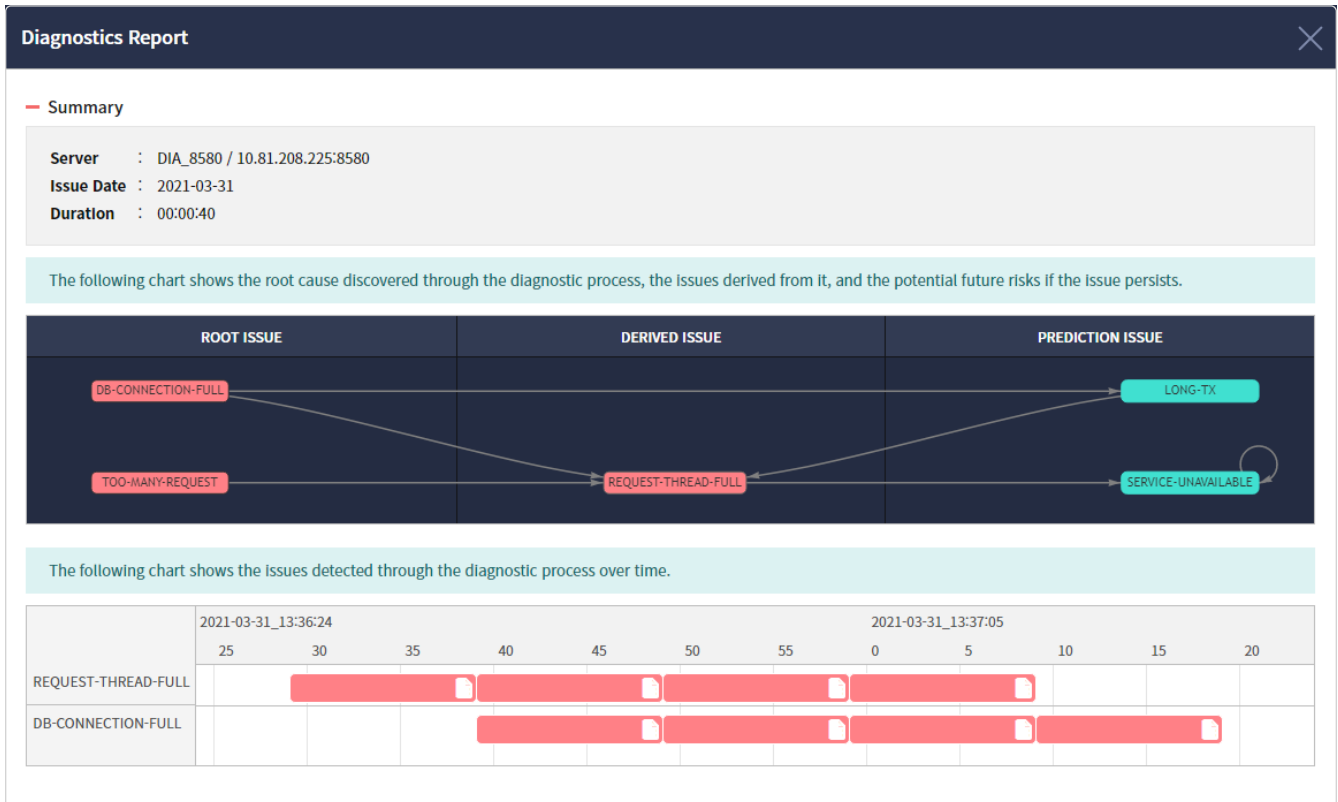 Diagnostics Report
Summary
Server : DIA_8580 / 10.81.208.225:8580
Issue Date : 2021-03-31
Duration : 00:00:40
The following chart shows the root cause discovered through the diagnostic process, the issues derived from it, and the potential future risks if the issue persists.
ROOT ISSUE DERIVED ISSUE PREDICTION ISSUE
DB-CONNECTION-FULL LONG-TX
TOO-MANY-REQUEST REQUEST-THREAD-FULL SERVICE-UNAVAILABLE
The following chart shows the issues detected through the diagnostic process over time.
2021-03-31_13:36:24 2021-03-31_13:37:05
25 30 35 40 45 50 55 0 5 10 15 20
REQUEST-THREAD-FULL
DB-CONNECTION-FULL